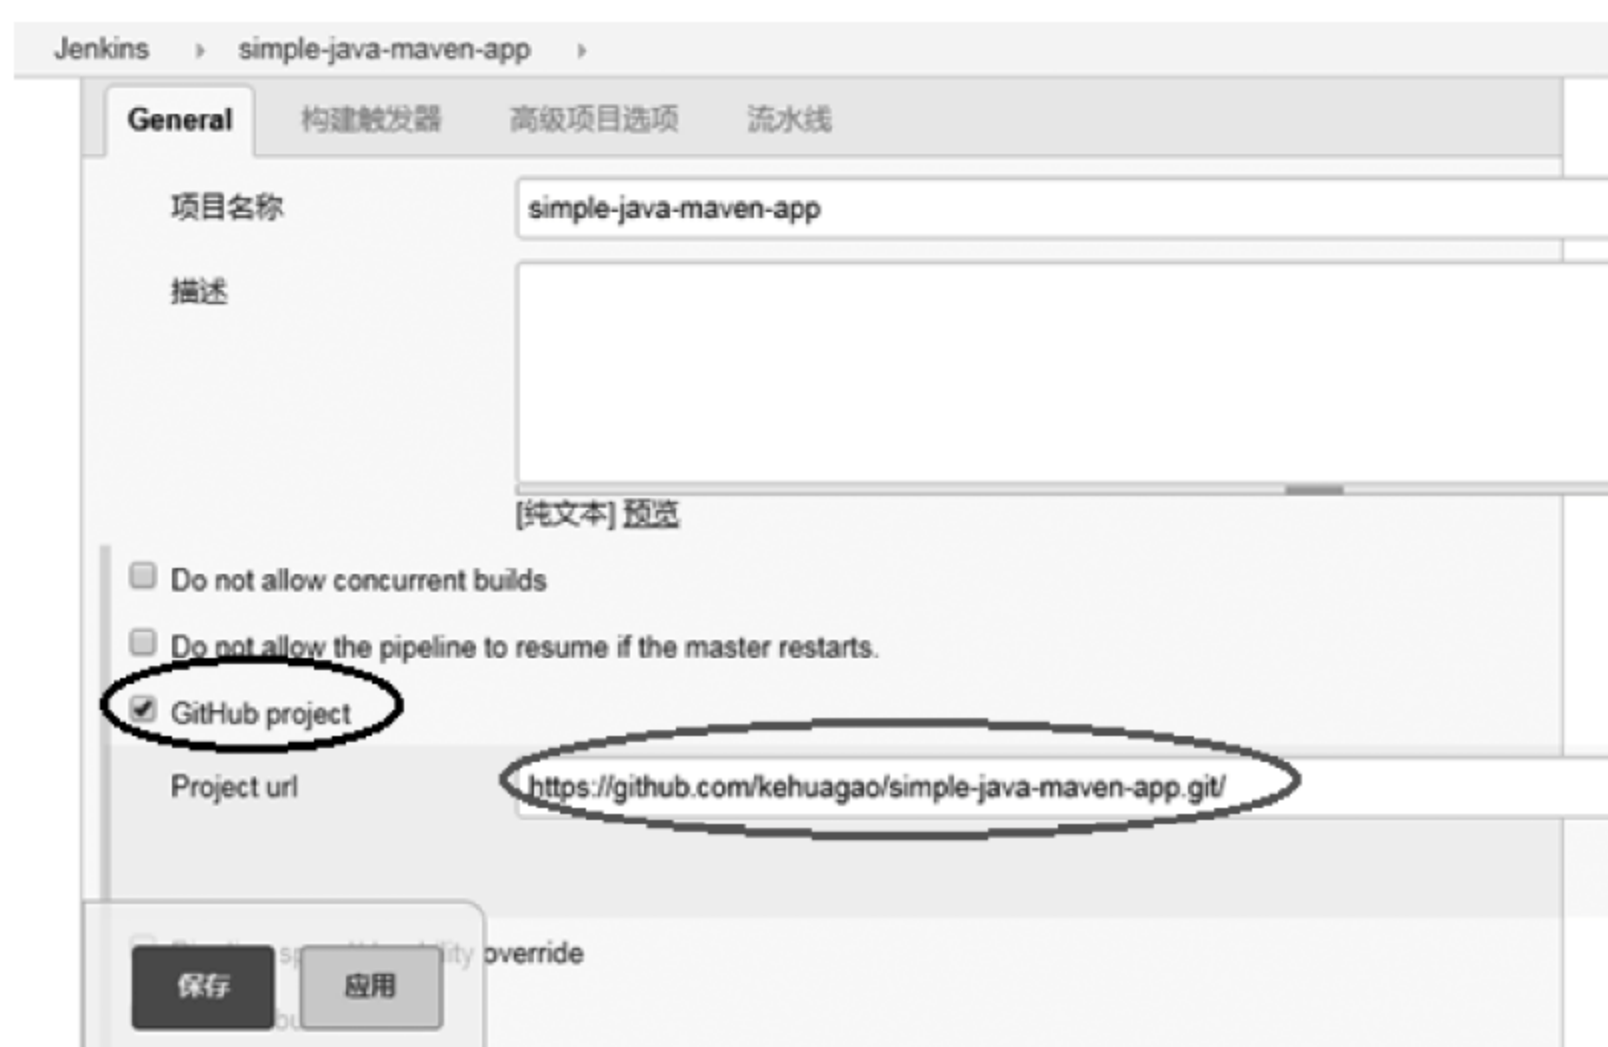 Jenkins simple-java-maven-app
General 构建触发器 高级项目选项 流水线
项目名称 simple-java-maven-app
描述
[纯文本] 预览
Do not allow concurrent builds
Do not allow the pipeline to resume if the master restarts.
GitHub project
Project url https://github.com/kehuagao/simple-java-maven-app.git/
override
保存 应用